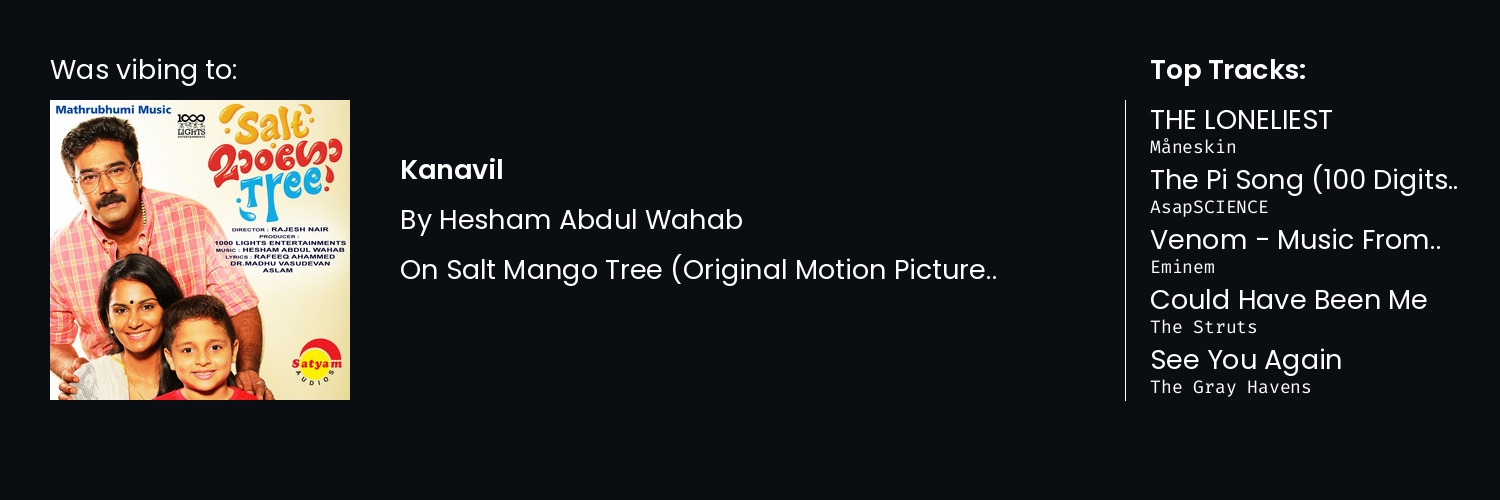 Was vibing to:
Mathrubhumi Music
1000
LIGHTS
ENTERTAINMENTS
Salt
മാംഗോ
Tree
DIRECTOR : RAJESH NAIR
PRODUCER :
1000 LIGHTS ENTERTAINMENTS
MUSIC : HESHAM ABDUL WAHAB
LYRICS : RAFEEQ AHAMMED
DR.MADHU VASUDEVAN
ASLAM
Satyam
AUDIOS
Kanavil
By Hesham Abdul Wahab
On Salt Mango Tree (Original Motion Picture..
Top Tracks:
THE LONELIEST
Måneskin
The Pi Song (100 Digits..
AsapSCIENCE
Venom - Music From..
Eminem
Could Have Been Me
The Struts
See You Again
The Gray Havens